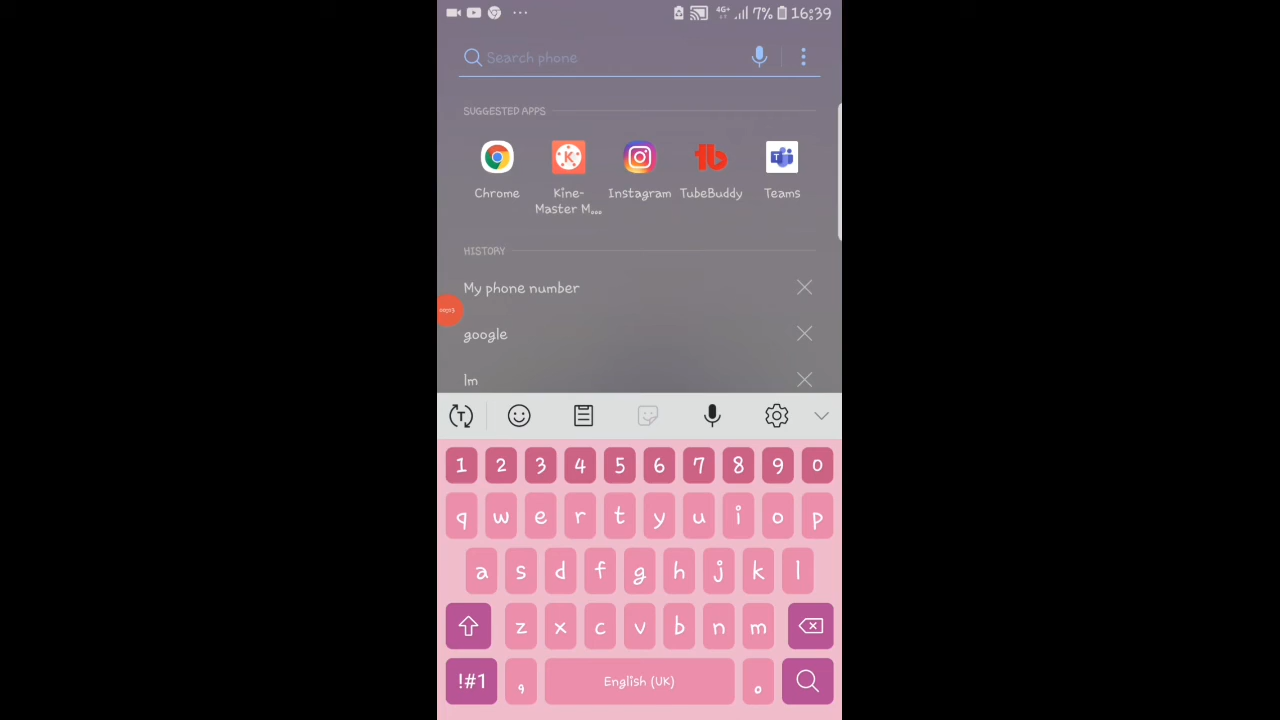 4G+ 7% 16:39
Search phone
SUGGESTED APPS
Chrome Kine- Instagram TubeBuddy Teams
Master M...
HISTORY
My phone number
google
lm
1 2 3 4 5 6 7 8 9 0
q w e r t y u i o p
a s d f g h j k l
z x c v b n m
!#1 , English (UK) .